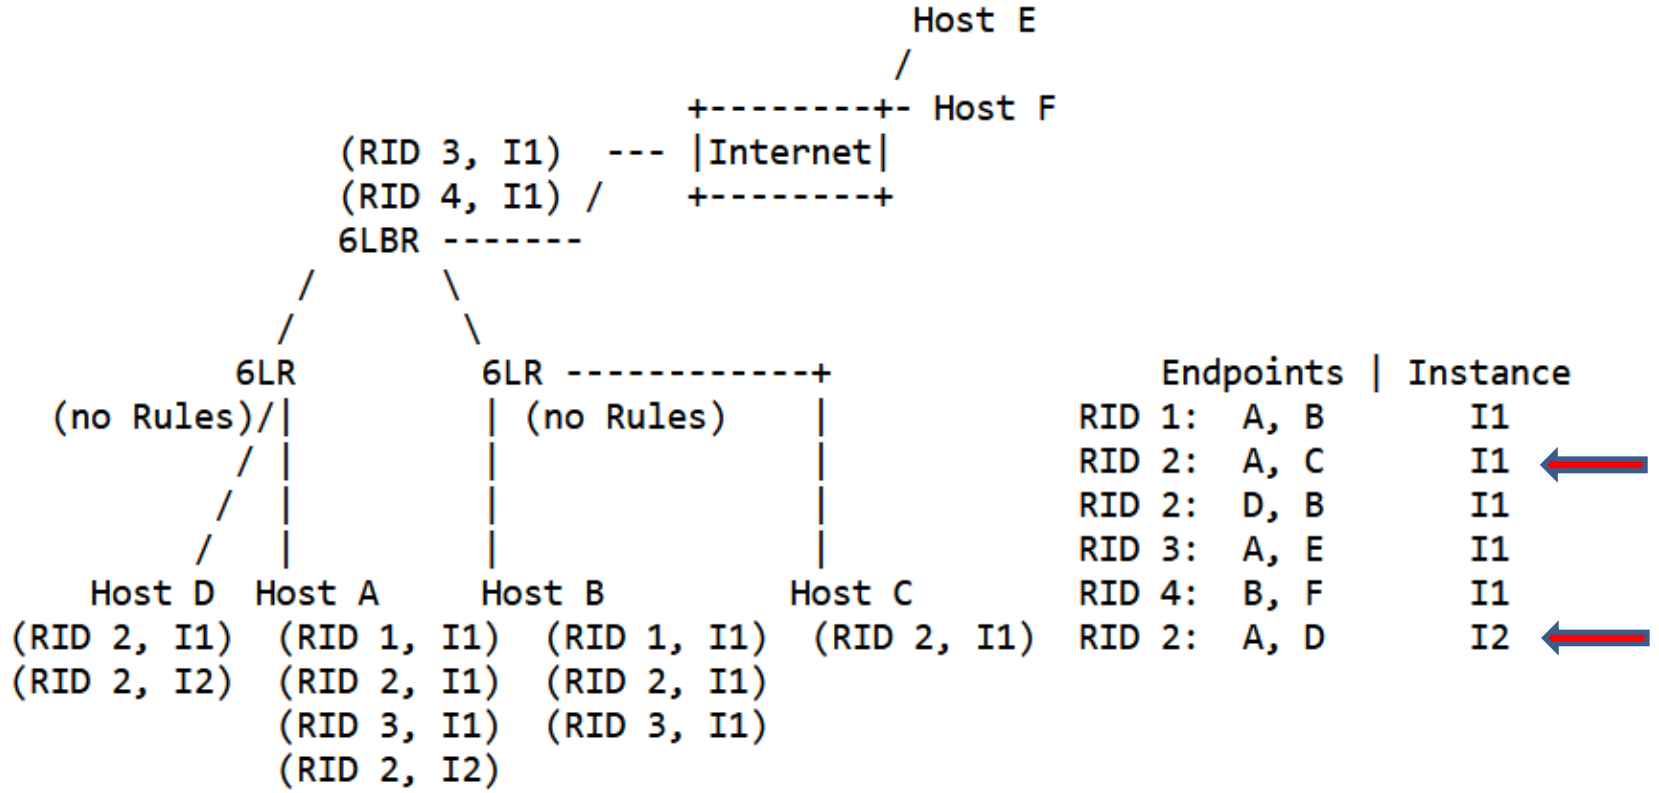 Host E
/
+--------+- Host F
(RID 3, I1)  --- |Internet|
(RID 4, I1) /    +--------+
6LBR -------
/      \
/        \
6LR         6LR ------------+                Endpoints | Instance
(no Rules)/|         | (no Rules)    |            RID 1:  A, B       I1
/ |         |               |            RID 2:  A, C       I1
/  |         |               |            RID 2:  D, B       I1
/   |         |               |            RID 3:  A, E       I1
Host D  Host A     Host B         Host C        RID 4:  B, F       I1
(RID 2, I1)  (RID 1, I1)  (RID 1, I1)  (RID 2, I1)  RID 2:  A, D       I2
(RID 2, I2)  (RID 2, I1)  (RID 2, I1)
(RID 3, I1)  (RID 3, I1)
(RID 2, I2)